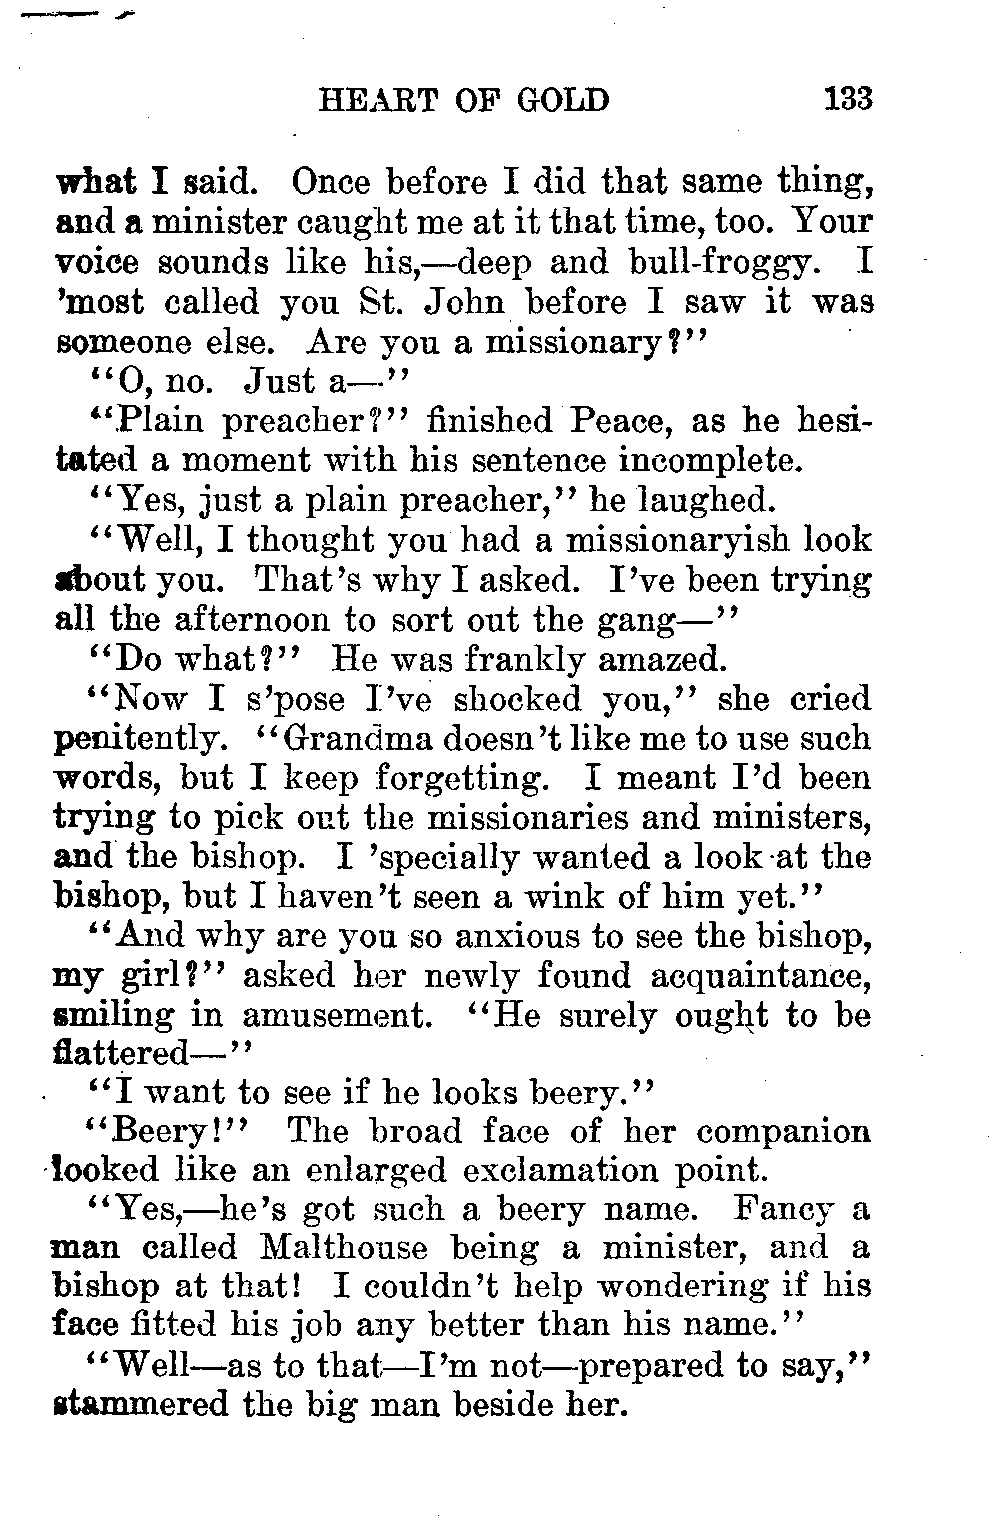 HEART OF GOLD 133
what I said. Once before I did that same thing,
and a minister caught me at it that time, too. Your
voice sounds like his,—deep and bull-froggy. I
'most called you St. John before I saw it was
someone else. Are you a missionary?"
"O, no. Just a—"
"Plain preacher?" finished Peace, as he hesi-
tated a moment with his sentence incomplete.
"Yes, just a plain preacher," he laughed.
"Well, I thought you had a missionaryish look
about you. That's why I asked. I've been trying
all the afternoon to sort out the gang—"
"Do what?" He was frankly amazed.
"Now I s'pose I've shocked you," she cried
penitently. "Grandma doesn't like me to use such
words, but I keep forgetting. I meant I'd been
trying to pick out the missionaries and ministers,
and the bishop. I 'specially wanted a look at the
bishop, but I haven't seen a wink of him yet."
"And why are you so anxious to see the bishop,
my girl?" asked her newly found acquaintance,
smiling in amusement. "He surely ought to be
flattered—"
"I want to see if he looks beery."
"Beery!" The broad face of her companion
looked like an enlarged exclamation point.
"Yes,—he's got such a beery name. Fancy a
man called Malthouse being a minister, and a
bishop at that! I couldn't help wondering if his
face fitted his job any better than his name."
"Well—as to that—I'm not—prepared to say,"
stammered the big man beside her.